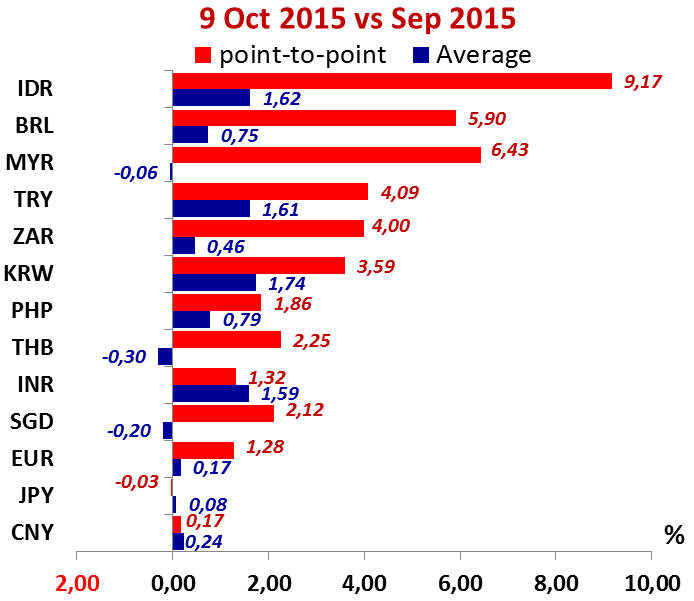 9 Oct 2015 vs Sep 2015
point-to-point Average
IDR 9,17
1,62
BRL 5,90
0,75
MYR 6,43
-0,06
TRY 4,09
1,61
ZAR 4,00
0,46
KRW 3,59
1,74
PHP 1,86
0,79
THB 2,25
-0,30
INR 1,32
1,59
SGD 2,12
-0,20
EUR 1,28
0,17
JPY -0,03
0,08
CNY 0,17
0,24
%
2,00 0,00 2,00 4,00 6,00 8,00 10,00